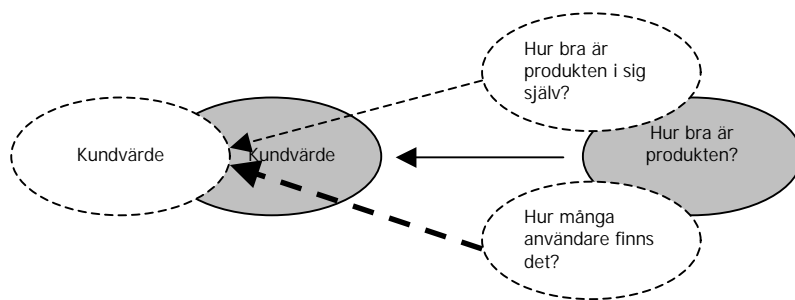 Hur bra är
produkten i sig
själv?
Kundvärde
Kundvärde
Hur bra är
produkten?
Hur många
användare finns
det?